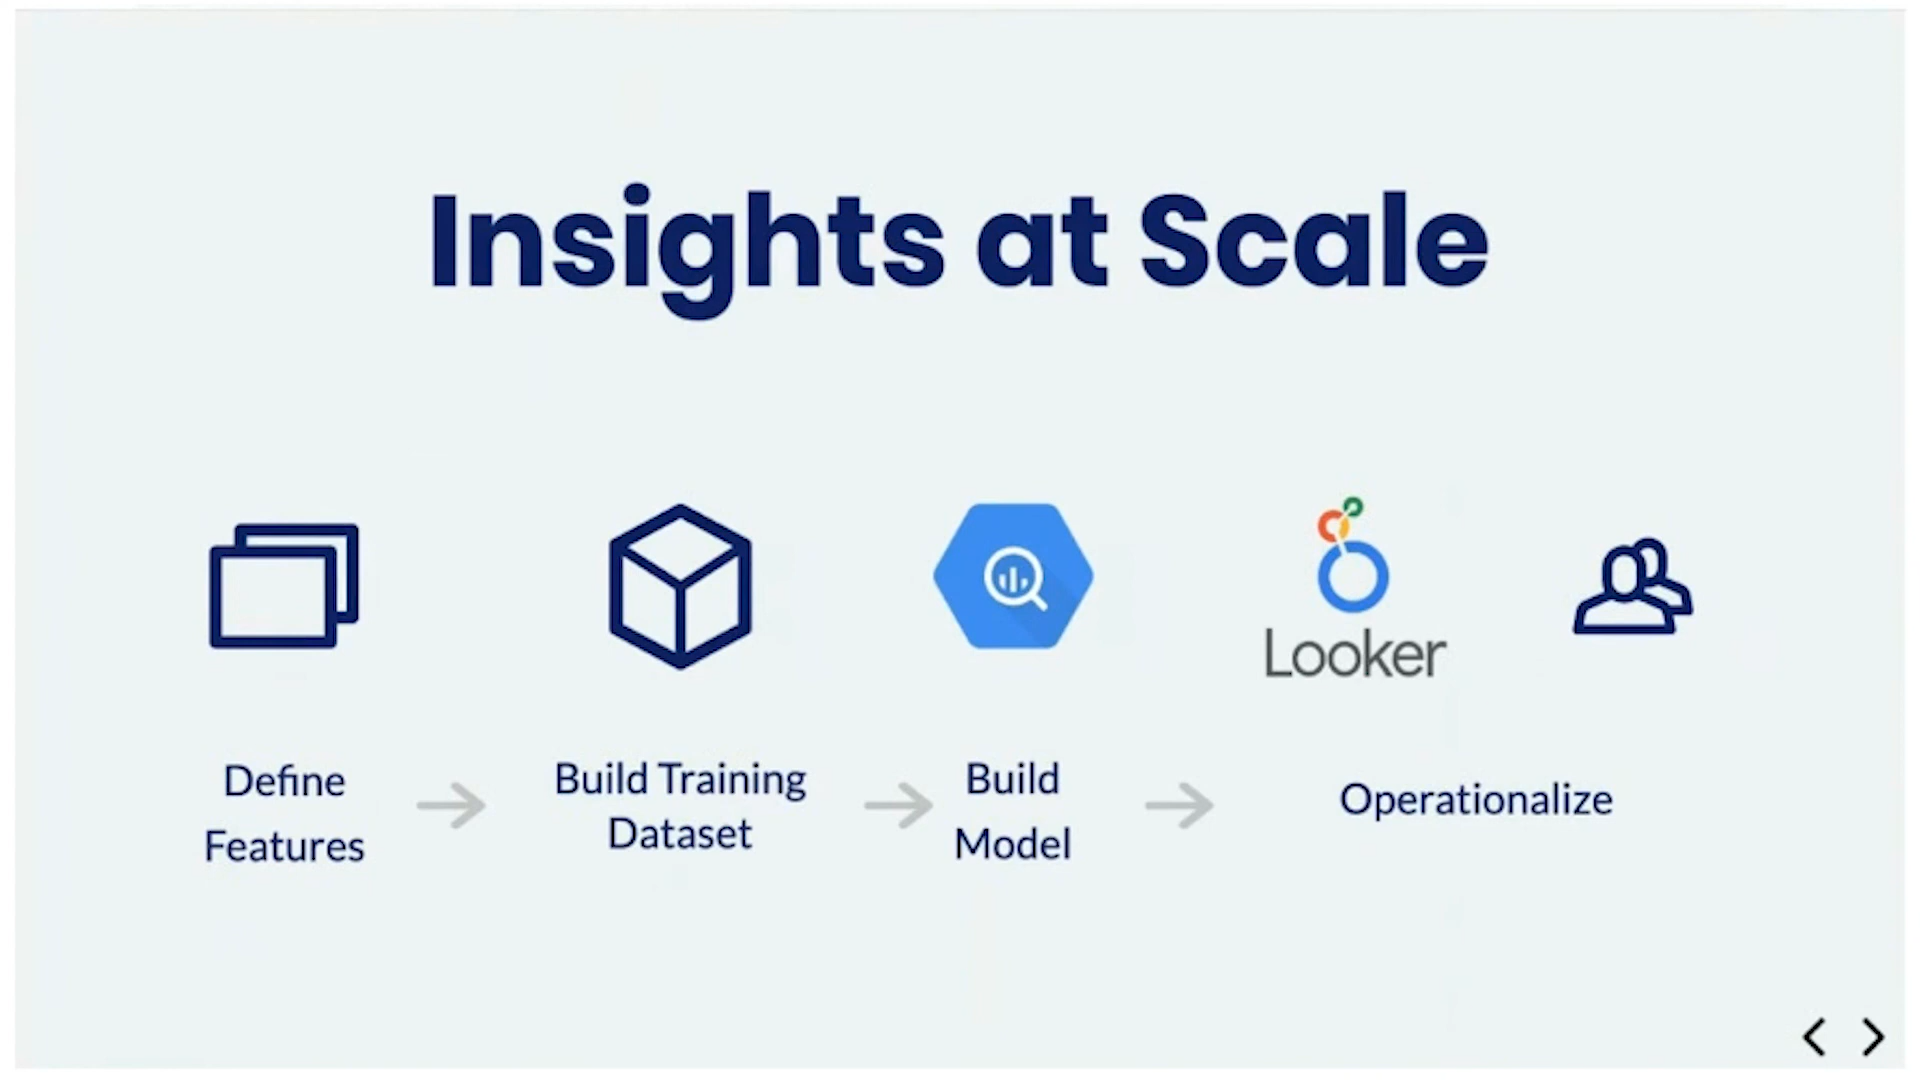 Insights at Scale
Looker
Define
Features
Build Training
Dataset
Build
Model
Operationalize